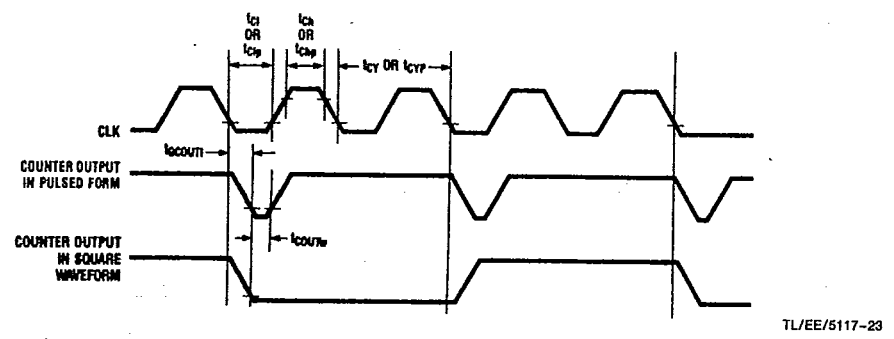 tCl
OR
tClp
tCh
OR
tChp
tCY OR tCYP
CLK
tGCOUTl
COUNTER OUTPUT
IN PULSED FORM
tCOUTw
COUNTER OUTPUT
IN SQUARE
WAVEFORM
TL/EE/5117-23